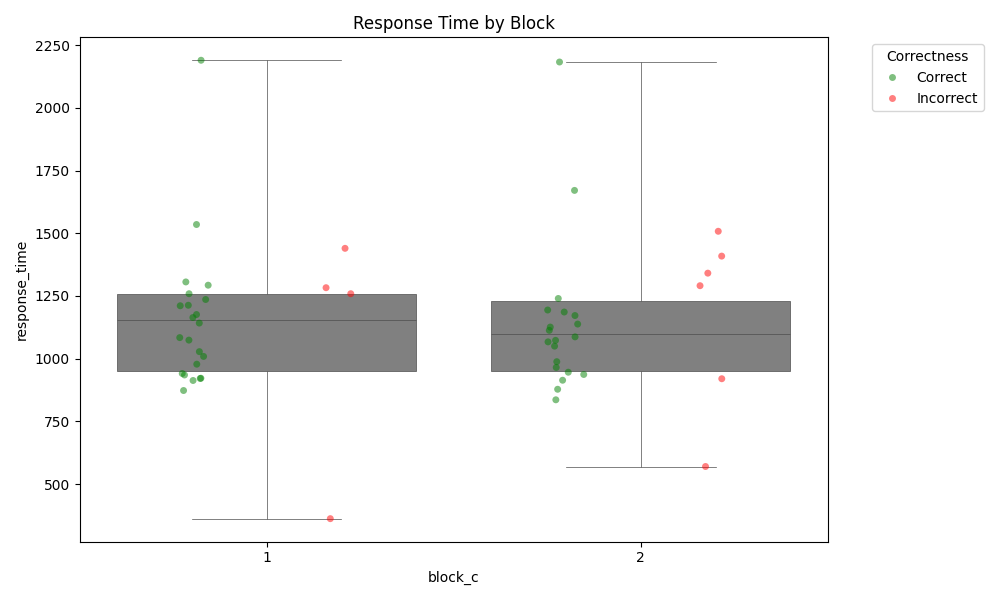 Response Time by Block
Correctness
Correct
Incorrect
response_time
2250
2000
1750
1500
1250
1000
750
500
1
2
block_c